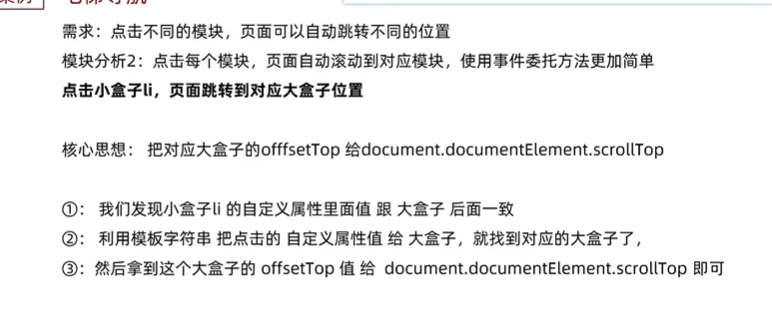 需求：点击不同的模块，页面可以自动跳转不同的位置
模块分析2：点击每个模块，页面自动滚动到对应模块，使用事件委托方法更加简单
点击小盒子li，页面跳转到对应大盒子位置
核心思想： 把对应大盒子的offfsetTop 给document.documentElement.scrollTop
①： 我们发现小盒子li 的自定义属性里面值 跟 大盒子 后面一致
②： 利用模板字符串 把点击的 自定义属性值 给 大盒子，就找到对应的大盒子了，
③：然后拿到这个大盒子的 offsetTop 值 给 document.documentElement.scrollTop 即可